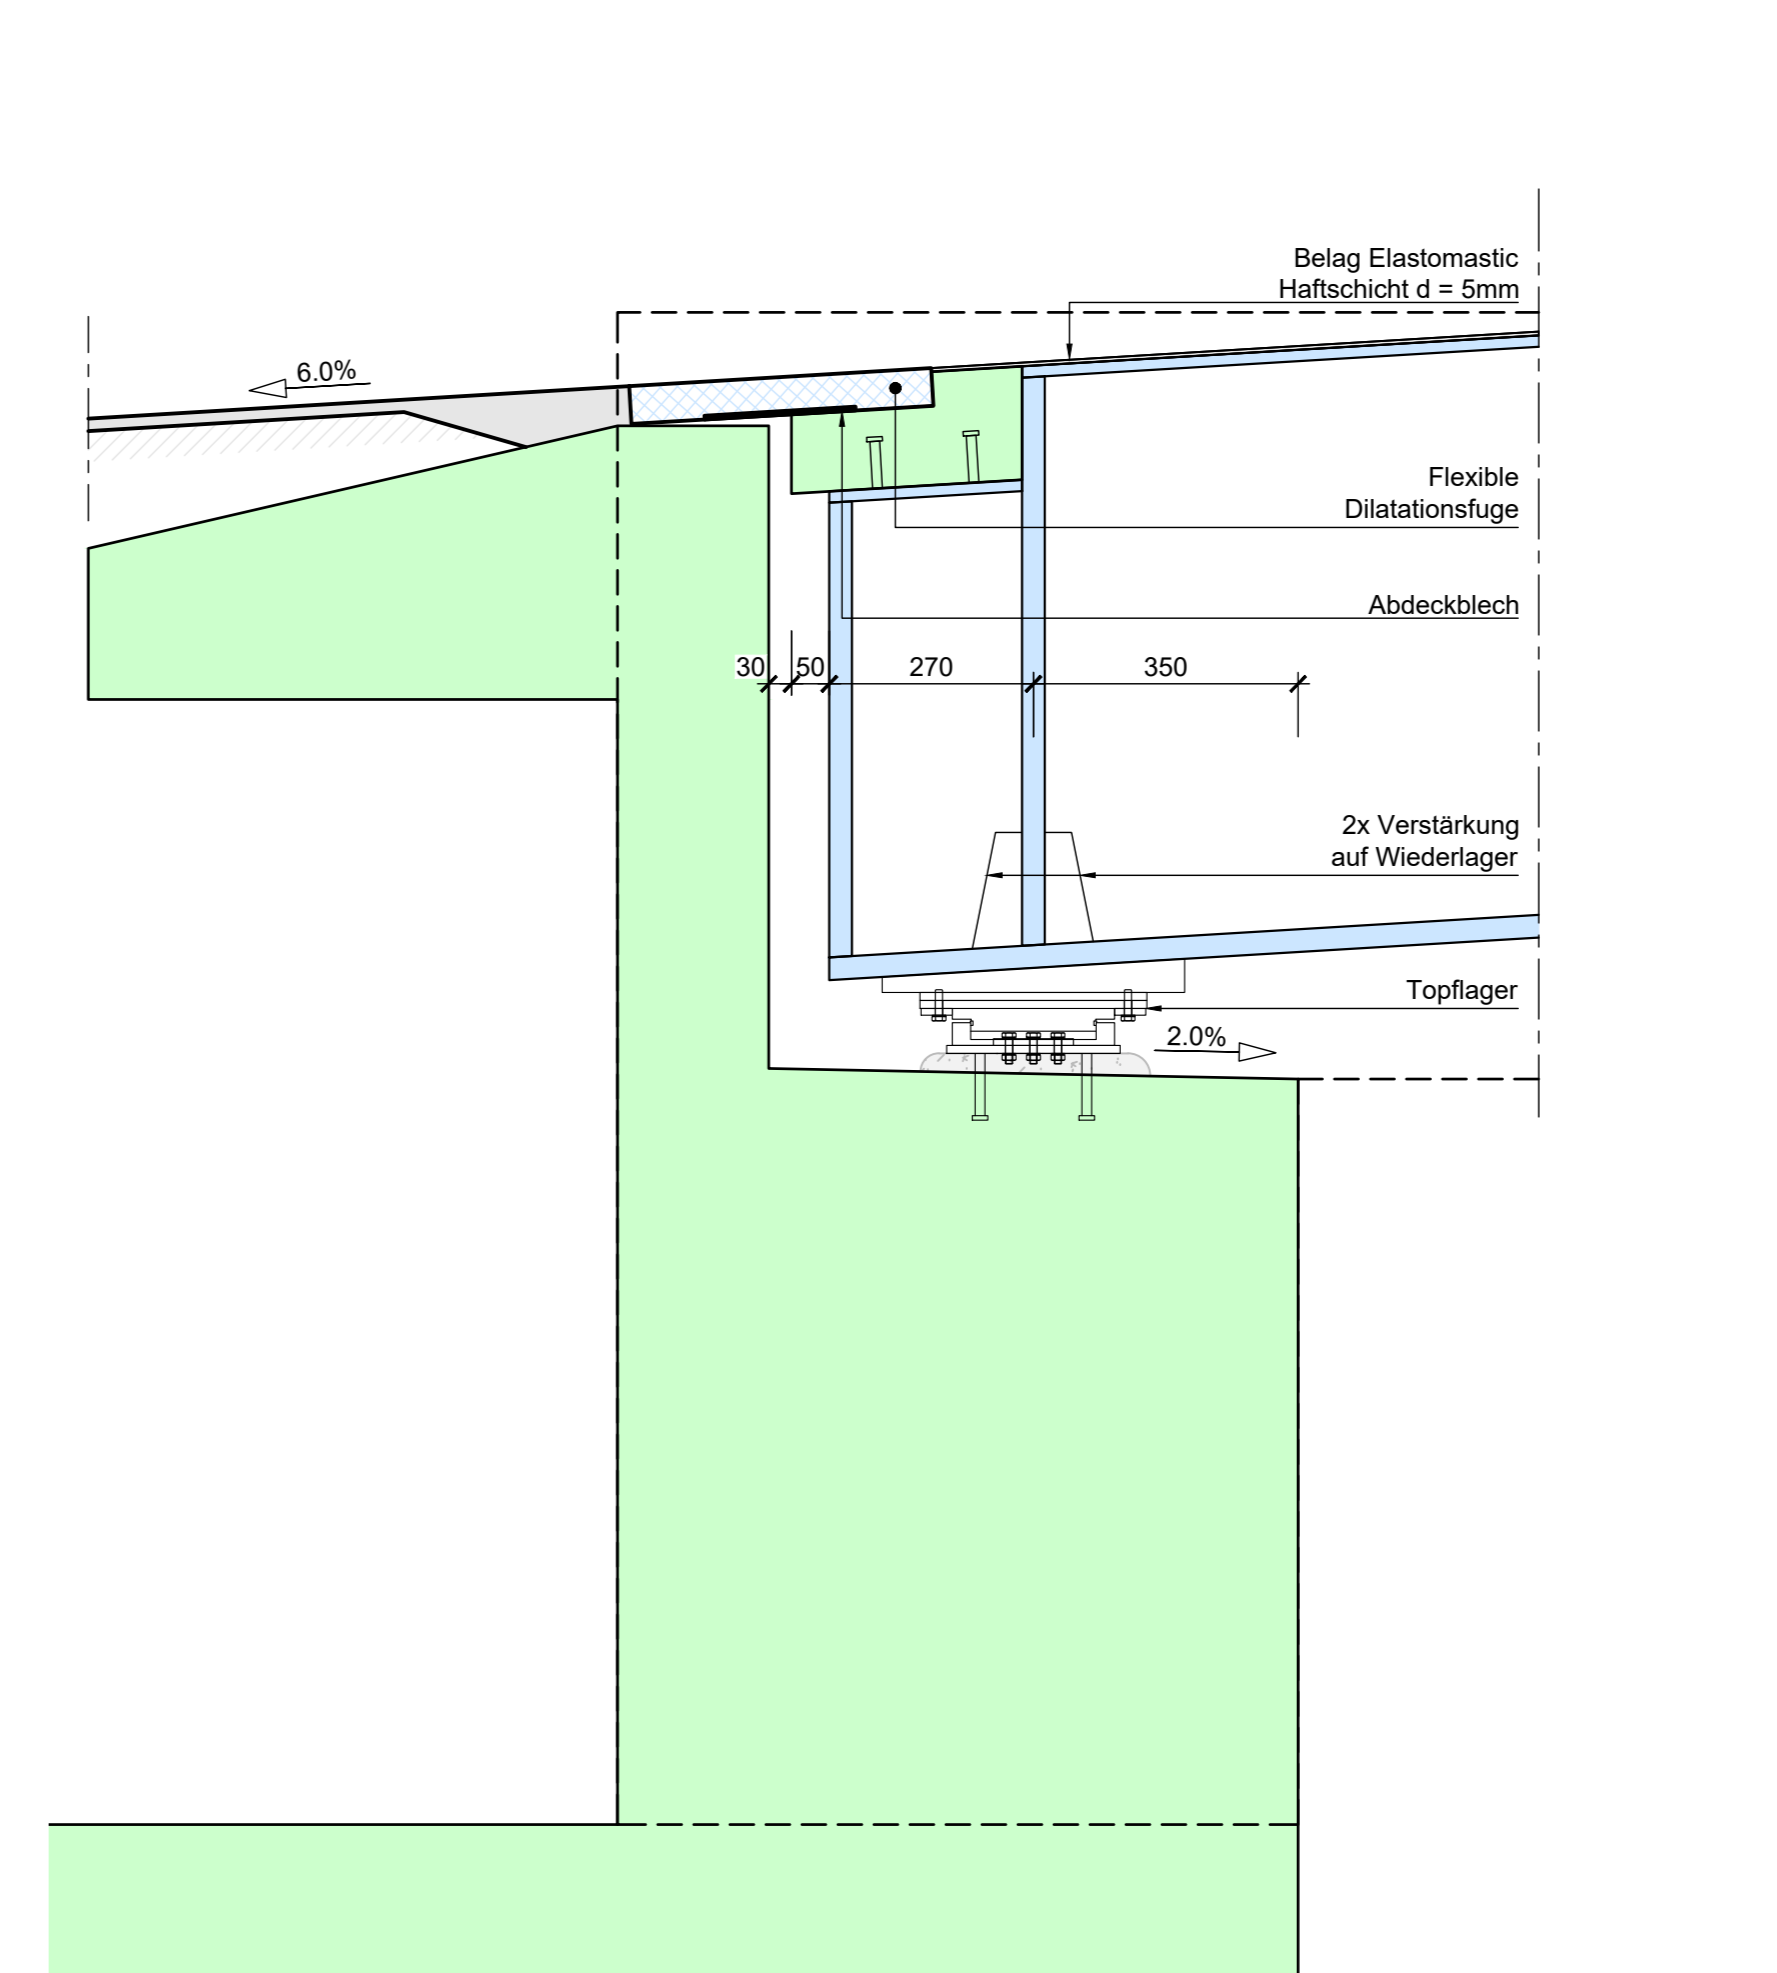 Belag Elastomastic
Haftschicht d = 5mm
6.0%
Flexible
Dilatationsfuge
Abdeckblech
30 50 270 350
2x Verstärkung
auf Wiederlager
Topflager
2.0%